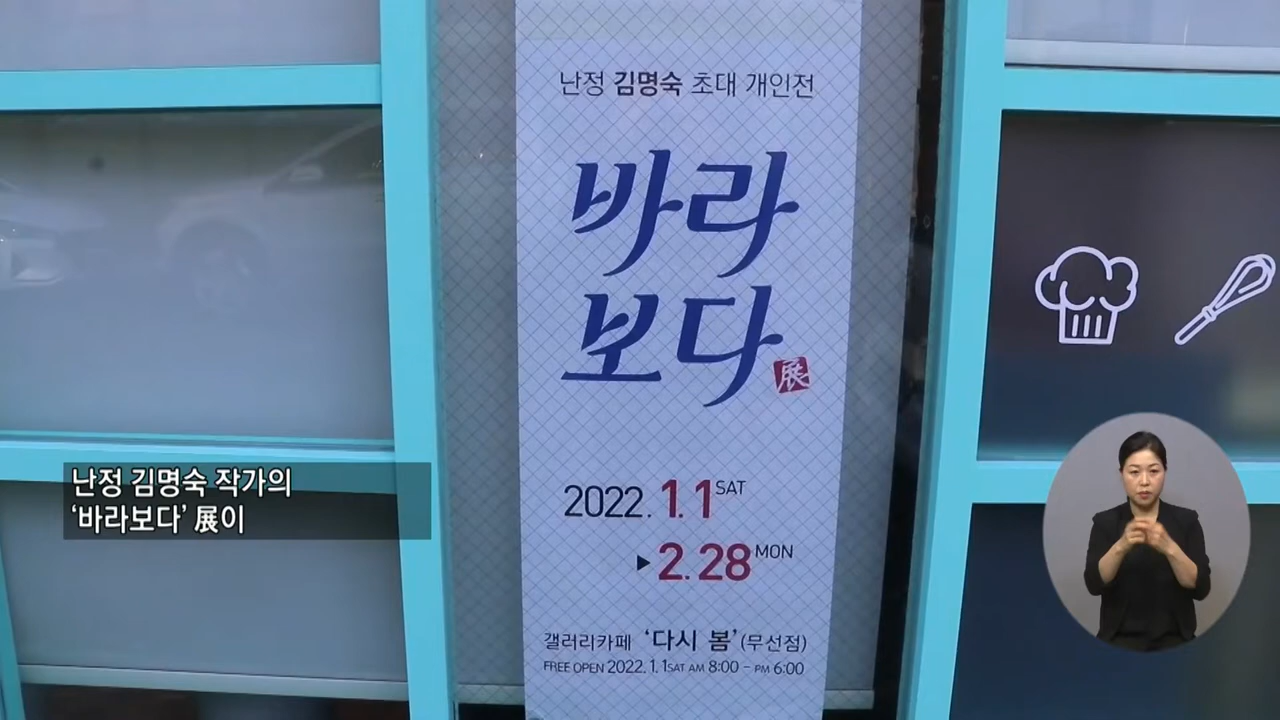 난정 김명숙 초대 개인전
바라
보다
展
2022. 1. 1 SAT
▶ 2. 28 MON
갤러리카페 ‘다시 봄’(무선점)
FREE OPEN 2022. 1. 1 SAT AM 8:00 - PM 6:00
난정 김명숙 작가의
‘바라보다’ 展이